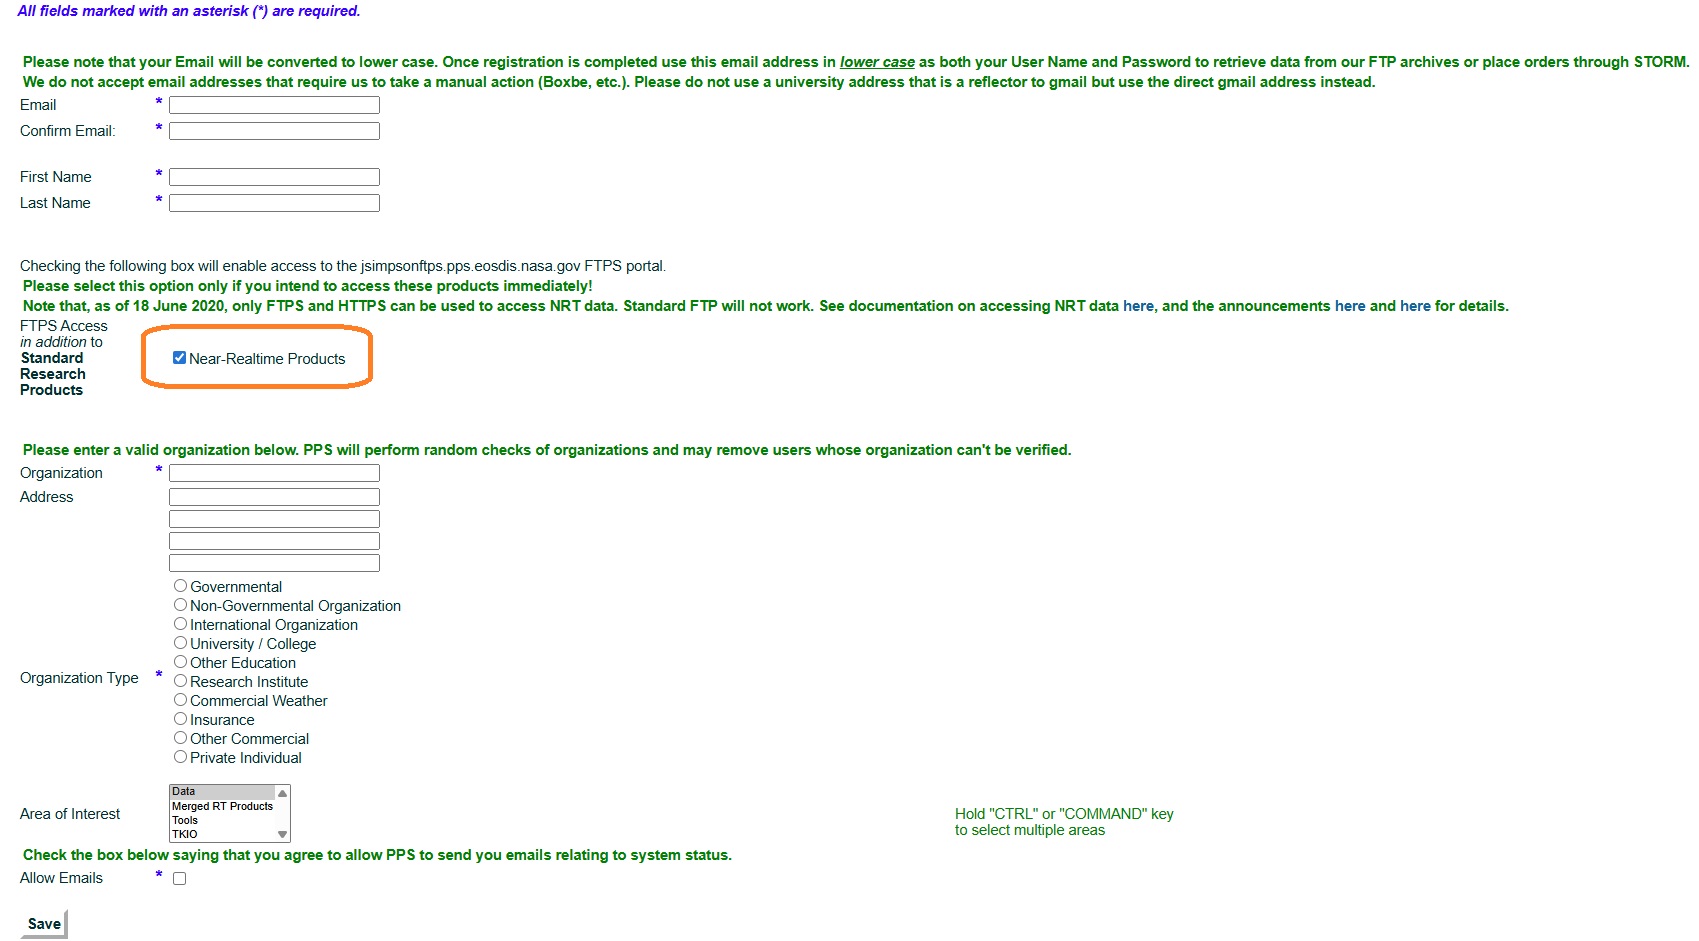 All fields marked with an asterisk (*) are required.
Please note that your Email will be converted to lower case. Once registration is completed use this email address in lower case as both your User Name and Password to retrieve data from our FTP archives or place orders through STORM.
We do not accept email addresses that require us to take a manual action (Boxbe, etc.). Please do not use a university address that is a reflector to gmail but use the direct gmail address instead.
Email *
Confirm Email: *
First Name *
Last Name *
Checking the following box will enable access to the jsimpsonftps.pps.eosdis.nasa.gov FTPS portal.
Please select this option only if you intend to access these products immediately!
Note that, as of 18 June 2020, only FTPS and HTTPS can be used to access NRT data. Standard FTP will not work. See documentation on accessing NRT data here, and the announcements here and here for details.
FTPS Access
in addition to
Standard
Research
Products
Near-Realtime Products
Please enter a valid organization below. PPS will perform random checks of organizations and may remove users whose organization can't be verified.
Organization *
Address
Organization Type *
Governmental
Non-Governmental Organization
International Organization
University / College
Other Education
Research Institute
Commercial Weather
Insurance
Other Commercial
Private Individual
Area of Interest
Data
Merged RT Products
Tools
TKIO
Hold "CTRL" or "COMMAND" key
to select multiple areas
Check the box below saying that you agree to allow PPS to send you emails relating to system status.
Allow Emails *
Save